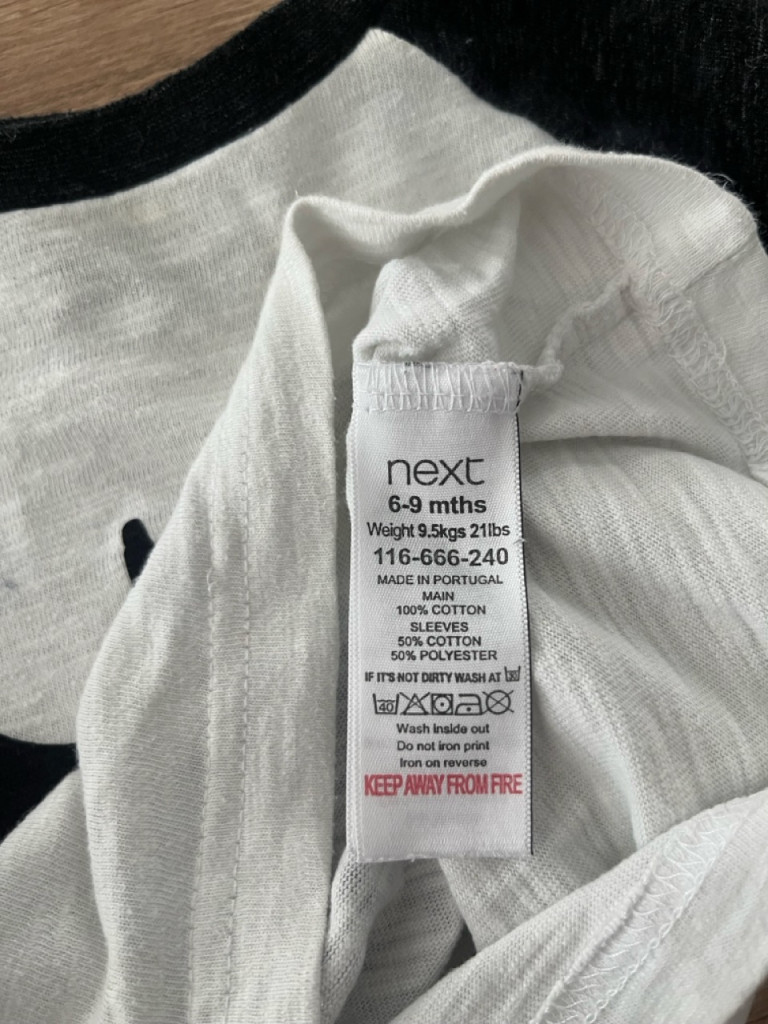 next
6-9 mths
Weight 9.5kgs 21lbs
116-666-240
MADE IN PORTUGAL
MAIN
100% COTTON
SLEEVES
50% COTTON
50% POLYESTER
IF IT'S NOT DIRTY WASH AT 30
40
Wash inside out
Do not iron print
Iron on reverse
KEEP AWAY FROM FIRE